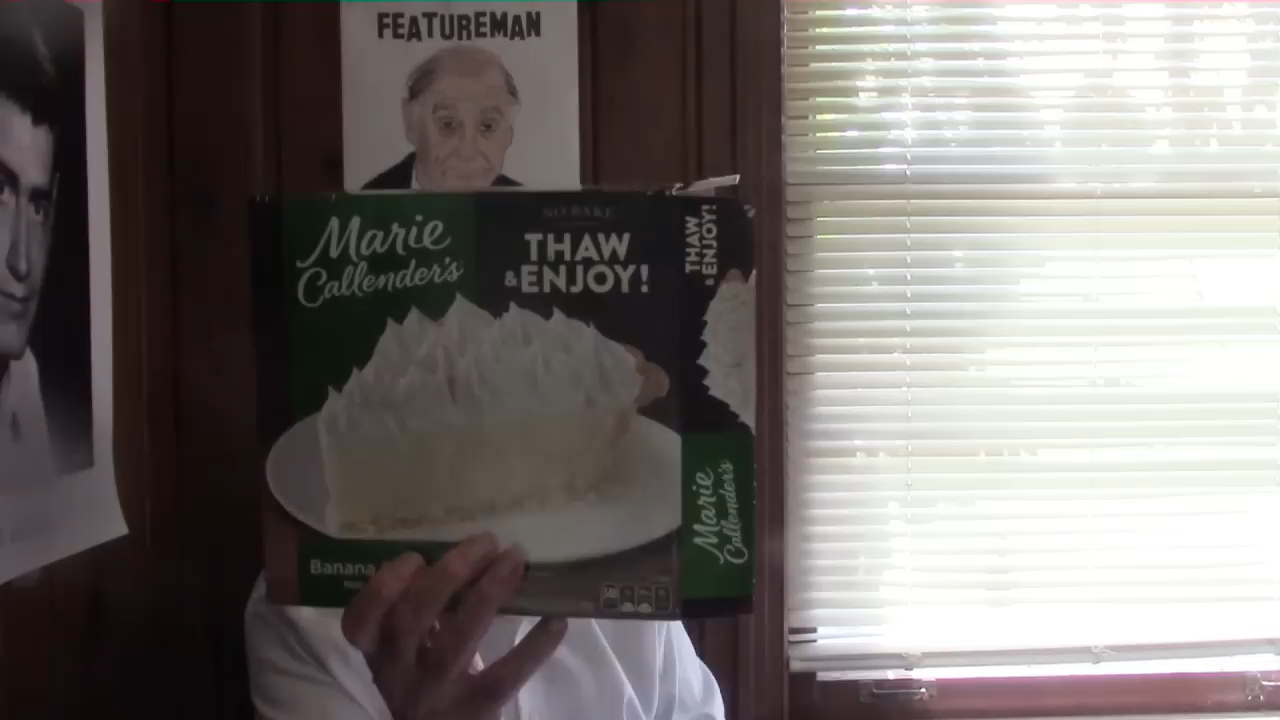 FEATUREMAN
Marie
Callender's
NO BAKE
THAW
& ENJOY!
Banana
THAW
& ENJOY!
Marie
Callender's